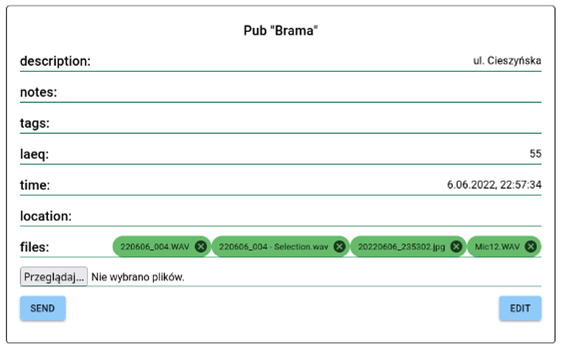 Pub "Brama"
description: ul. Cieszyńska
notes:
tags:
laeq: 55
time: 6.06.2022, 22:57:34
location:
files: 220606_004.WAV 220606_004 - Selection.wav 20220606_235302.jpg Mic12.WAV
Przeglądaj... Nie wybrano plików.
SEND EDIT